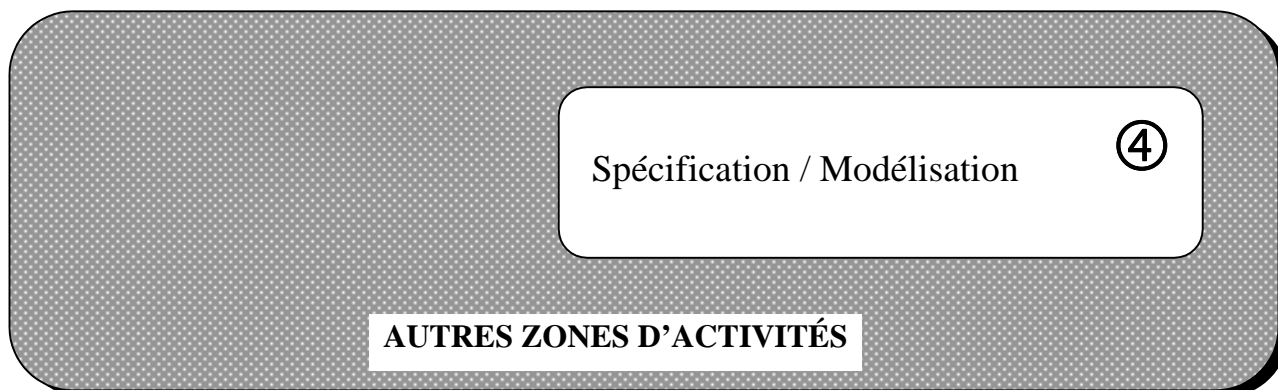 ④
Spécification / Modélisation
AUTRES ZONES D’ACTIVITÉS